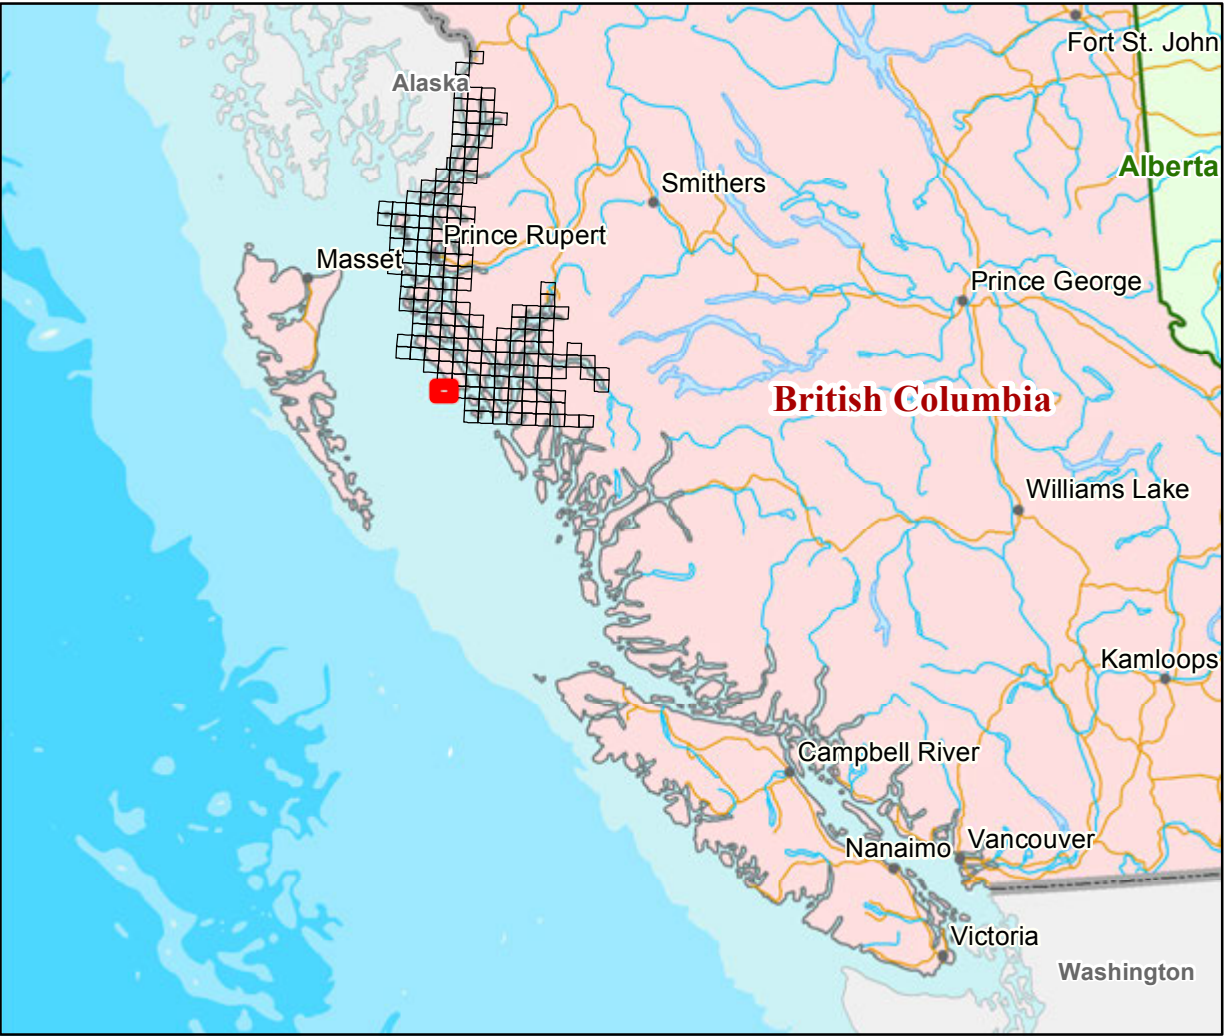 Fort St. John
Alaska
Alberta
Smithers
Prince Rupert
Masset
Prince George
British Columbia
Williams Lake
Kamloops
Campbell River
Vancouver
Nanaimo
Victoria
Washington